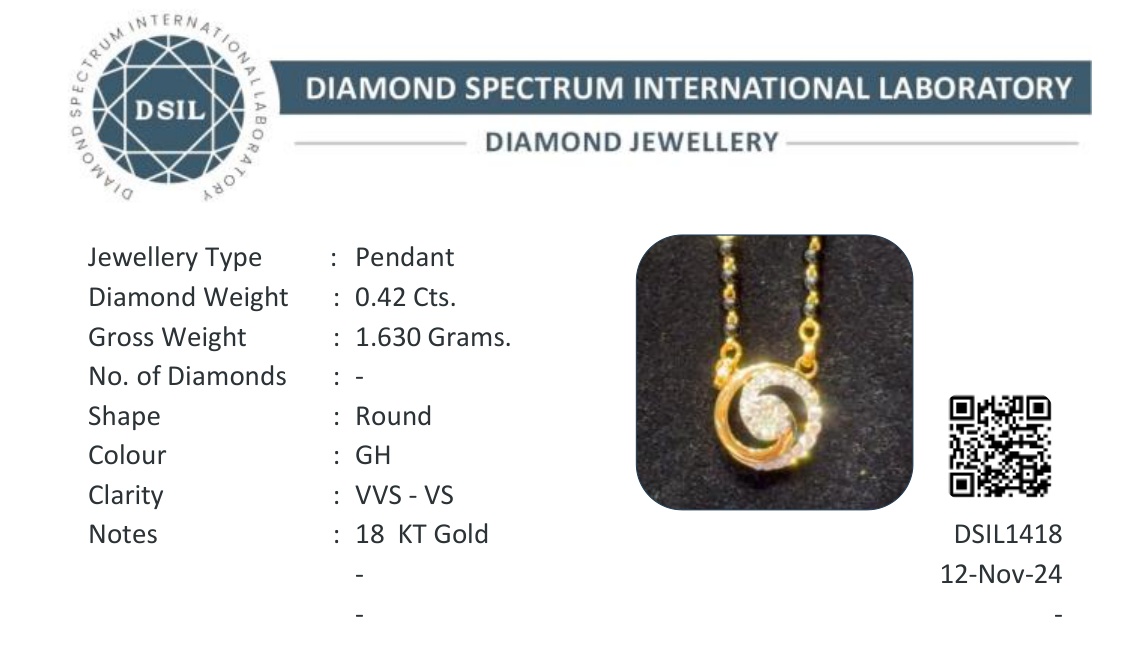 DIAMOND SPECTRUM INTERNATIONAL LABORATORY
DSIL
DIAMOND SPECTRUM INTERNATIONAL LABORATORY
DIAMOND JEWELLERY
Jewellery Type : Pendant
Diamond Weight : 0.42 Cts.
Gross Weight : 1.630 Grams.
No. of Diamonds : -
Shape : Round
Colour : GH
Clarity : VVS - VS
Notes : 18 KT Gold
DSIL1418
-
12-Nov-24
-
-